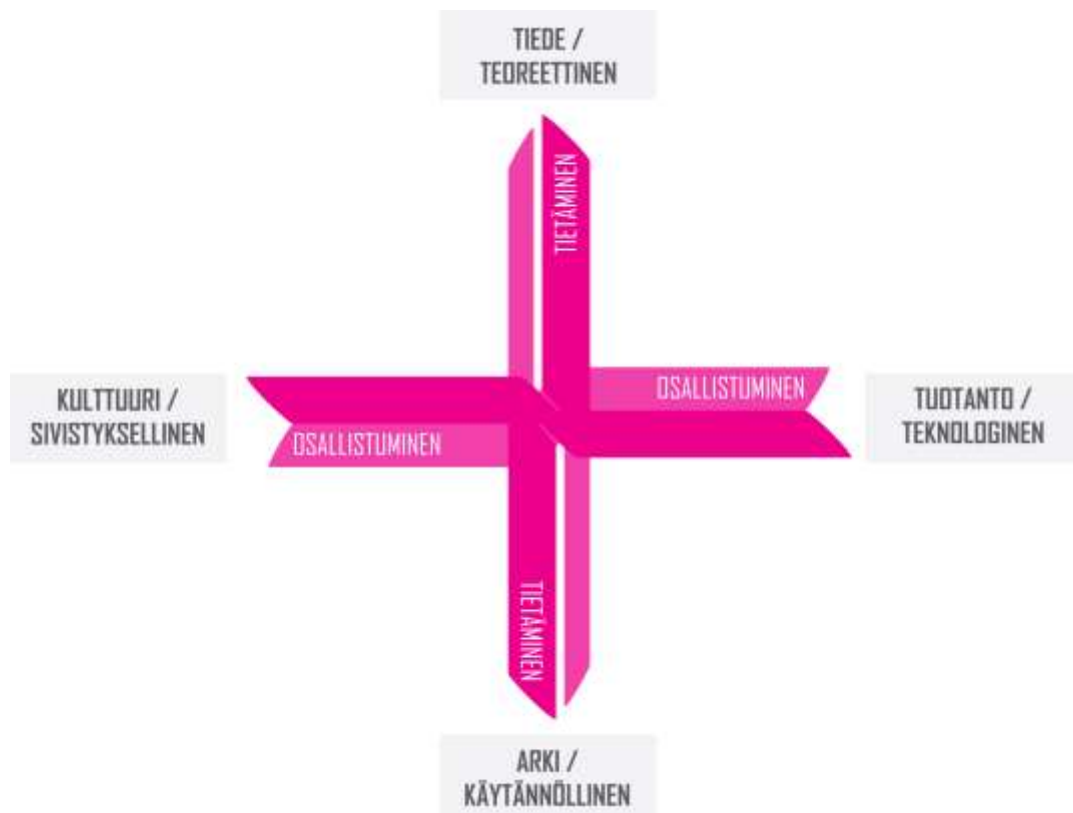 TIEDE /
TEOREETTINEN
TIETÄMINEN
OSALLISTUMINEN
KULTTUURI /
SIVISTYKSELLINEN
TUOTANTO /
TEKNOLOGINEN
OSALLISTUMINEN
TIETÄMINEN
ARKI /
KÄYTÄNNÖLLINEN